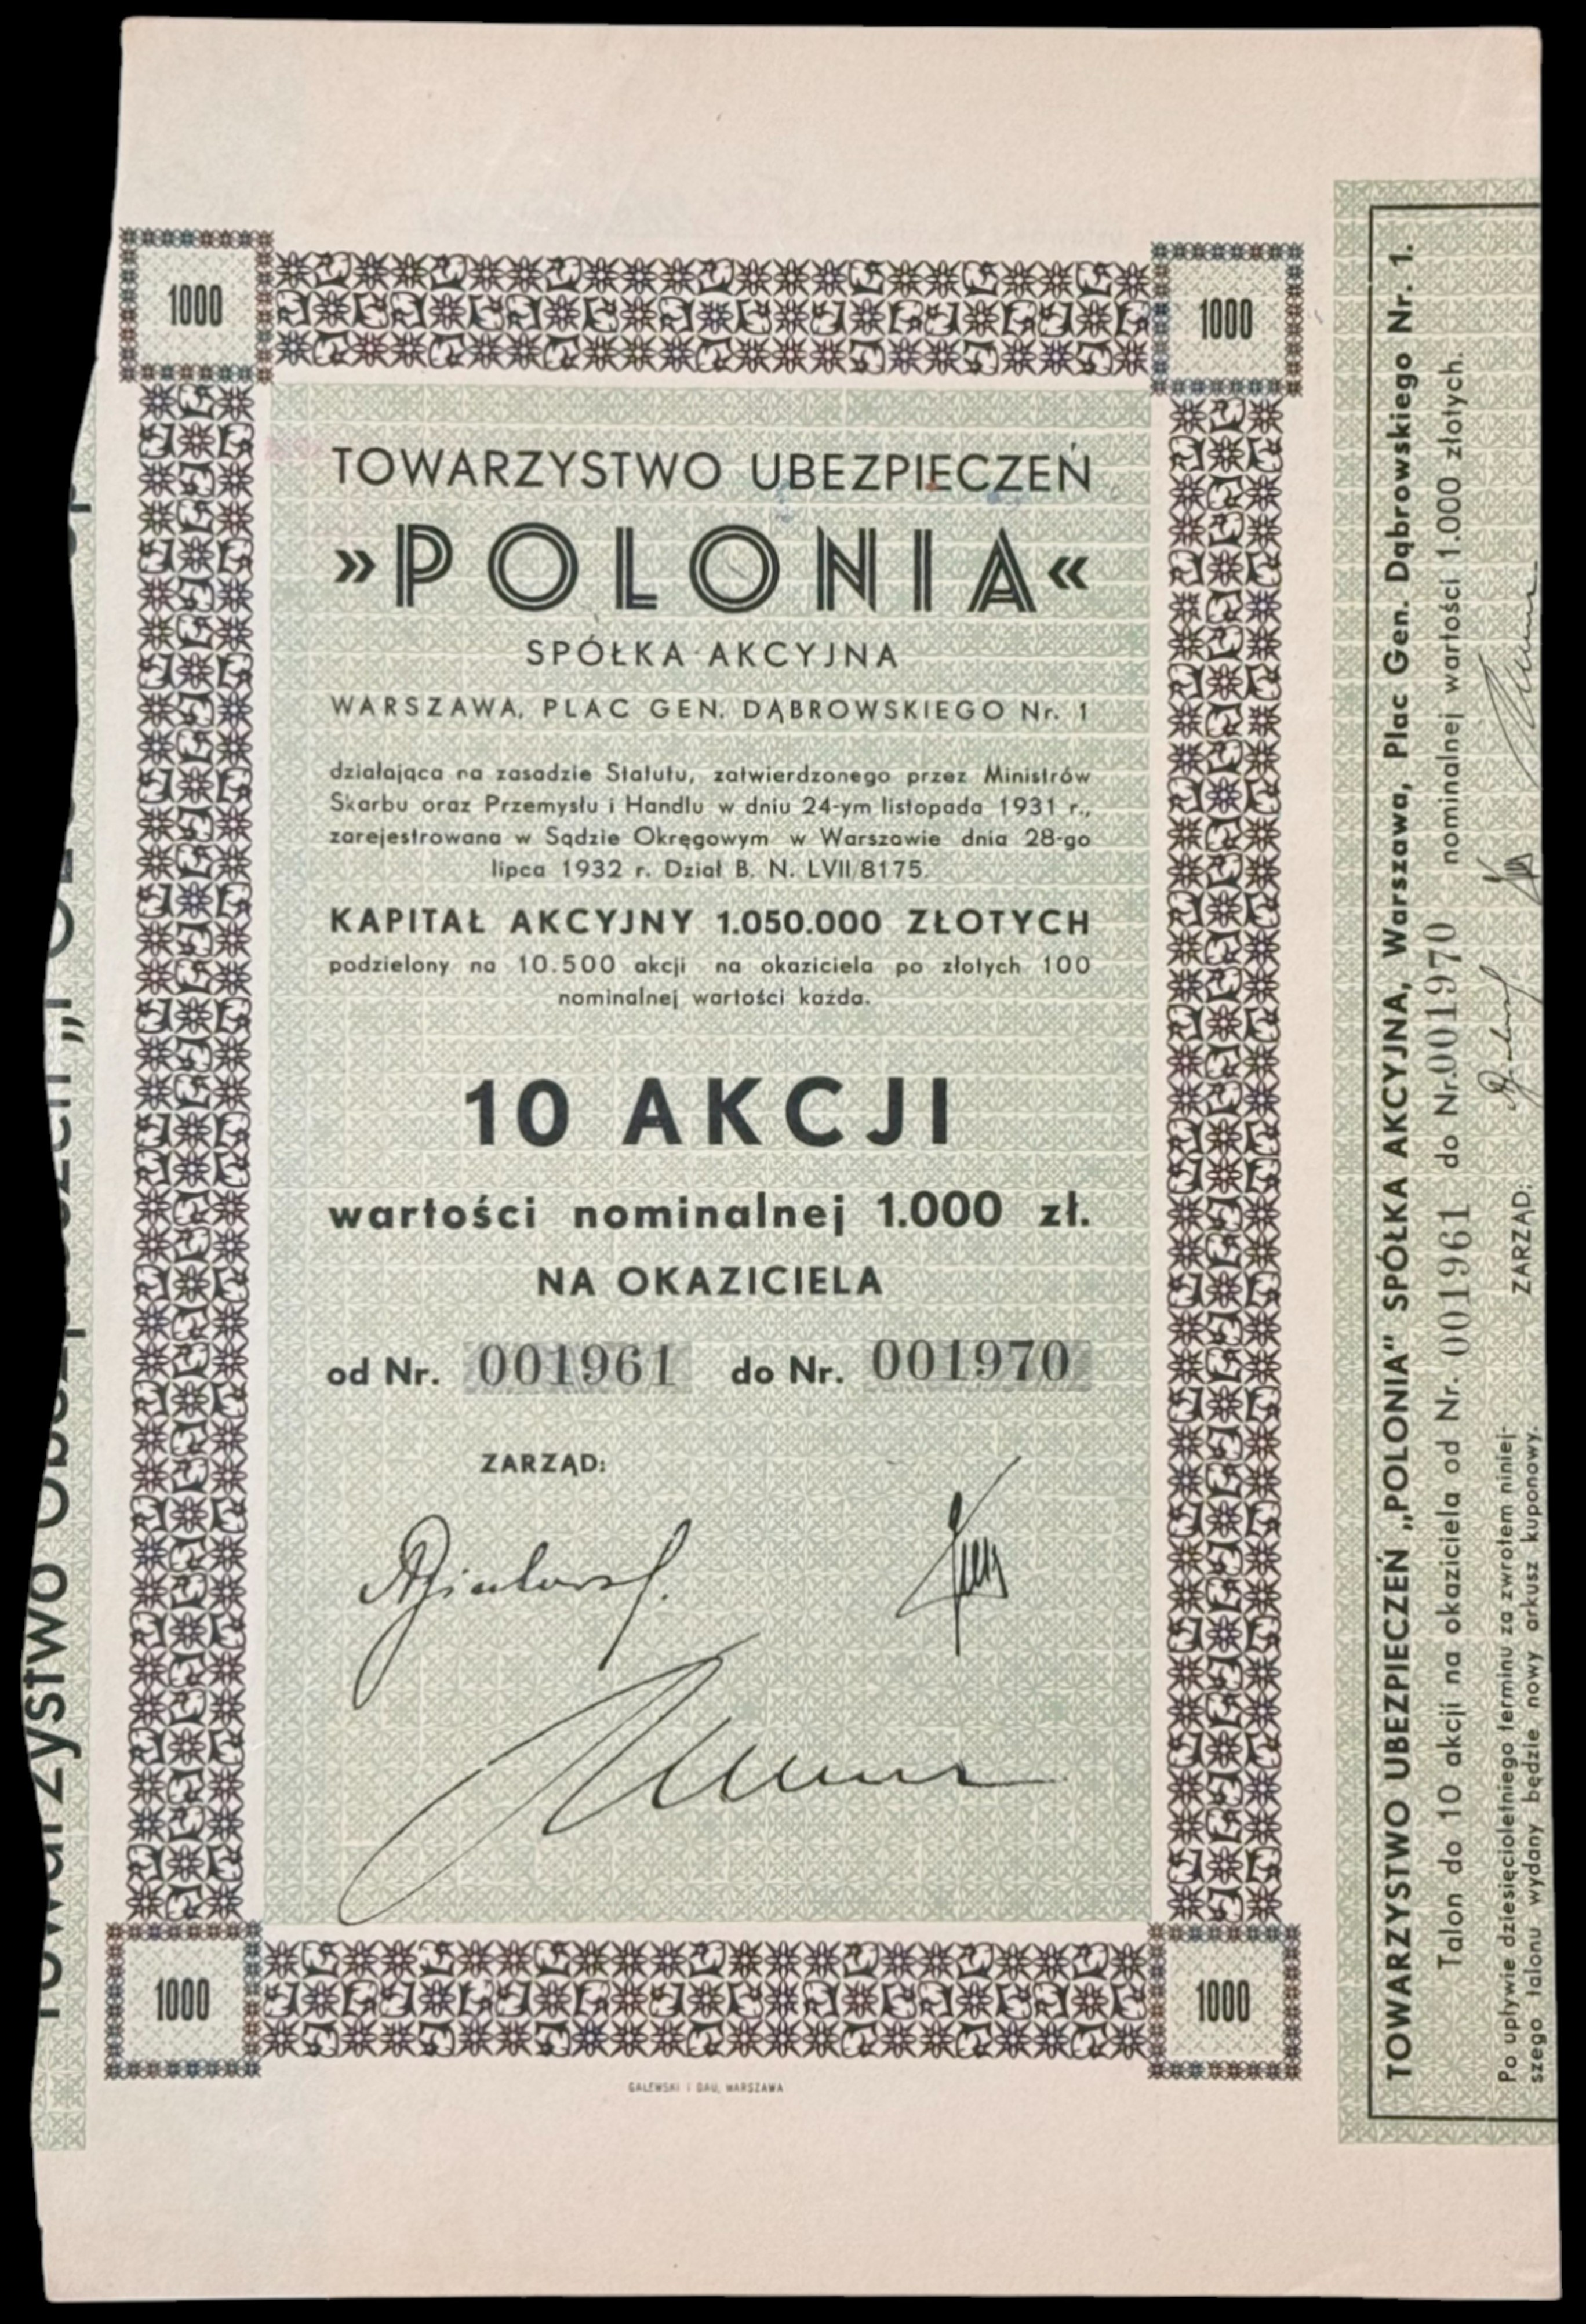 1000
1000
TOWARZYSTWO UBEZPIECZEŃ
»POLONIA«
SPÓŁKA AKCYJNA
WARSZAWA, PLAC GEN. DĄBROWSKIEGO Nr. 1
działająca na zasadzie Statutu, zatwierdzonego przez Ministrów
Skarbu oraz Przemysłu i Handlu w dniu 24-ym listopada 1931 r.,
zarejestrowana w Sądzie Okręgowym w Warszawie dnia 28-go
lipca 1932 r. Dział B. N. LVII/8175.
KAPITAŁ AKCYJNY 1.050.000 ZŁOTYCH
podzielony na 10.500 akcji na okaziciela po złotych 100
nominalnej wartości każda.
10 AKCJI
wartości nominalnej 1.000 zł.
NA OKAZICIELA
od Nr. 001961 do Nr. 001970
ZARZĄD:
1000
1000
GALEWSKI i DAU, WARSZAWA
Towarzystwo
TOWARZYSTWO UBEZPIECZEŃ „POLONIA" SPÓŁKA AKCYJNA, Warszawa, Plac Gen. Dąbrowskiego Nr. 1.
Talon do 10 akcji na okaziciela od Nr. 001961 do Nr. 001970 nominalnej wartości 1.000 złotych.
Po upływie dziesięcioletniego terminu za zwrotem niniej-
szego talonu wydany będzie nowy arkusz kuponowy.
ZARZĄD: